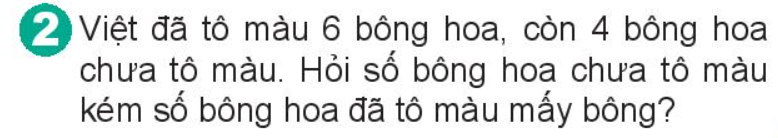 2 Việt đã tô màu 6 bông hoa, còn 4 bông hoa
chưa tô màu. Hỏi số bông hoa chưa tô màu
kém số bông hoa đã tô màu mấy bông?